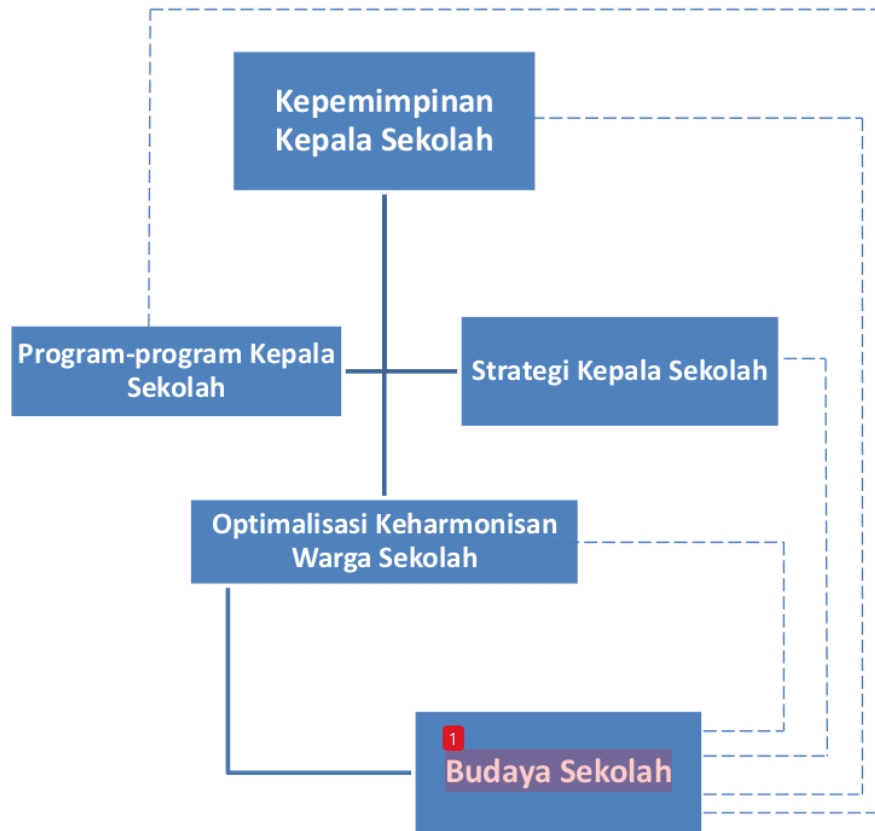 Kepemimpinan
Kepala Sekolah
Program-program Kepala
Sekolah
Strategi Kepala Sekolah
Optimalisasi Keharmonisan
Warga Sekolah
1
Budaya Sekolah